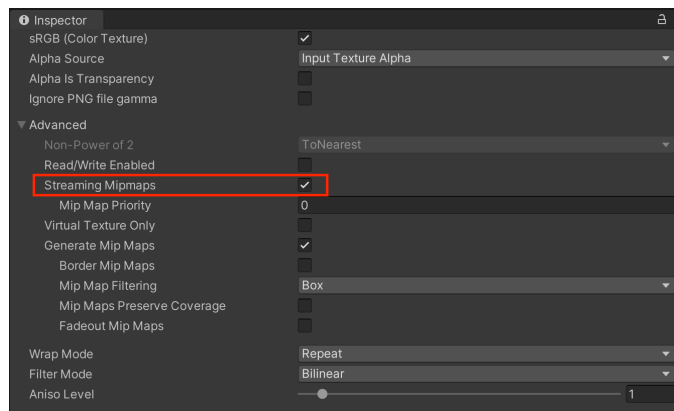 Inspector
sRGB (Color Texture)
Alpha Source Input Texture Alpha
Alpha Is Transparency
Ignore PNG file gamma
Advanced
Non-Power of 2 ToNearest
Read/Write Enabled
Streaming Mipmaps
Mip Map Priority 0
Virtual Texture Only
Generate Mip Maps
Border Mip Maps
Mip Map Filtering Box
Mip Maps Preserve Coverage
Fadeout Mip Maps
Wrap Mode Repeat
Filter Mode Bilinear
Aniso Level 1